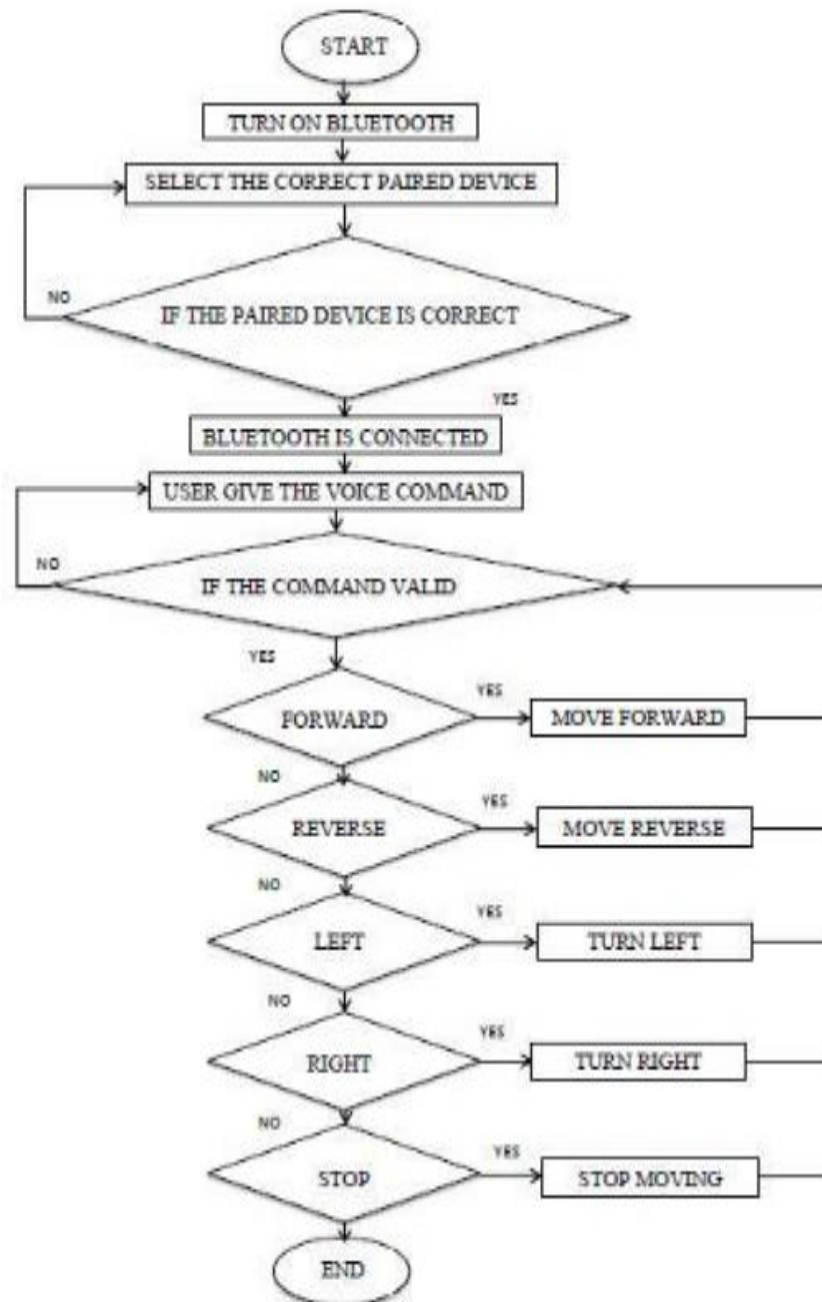 START
TURN ON BLUETOOTH
SELECT THE CORRECT PAIRED DEVICE
NO
IF THE PAIRED DEVICE IS CORRECT
YES
BLUETOOTH IS CONNECTED
USER GIVE THE VOICE COMMAND
NO
IF THE COMMAND VALID
YES
FORWARD
YES
MOVE FORWARD
NO
REVERSE
YES
MOVE REVERSE
NO
LEFT
YES
TURN LEFT
NO
RIGHT
YES
TURN RIGHT
NO
STOP
YES
STOP MOVING
END